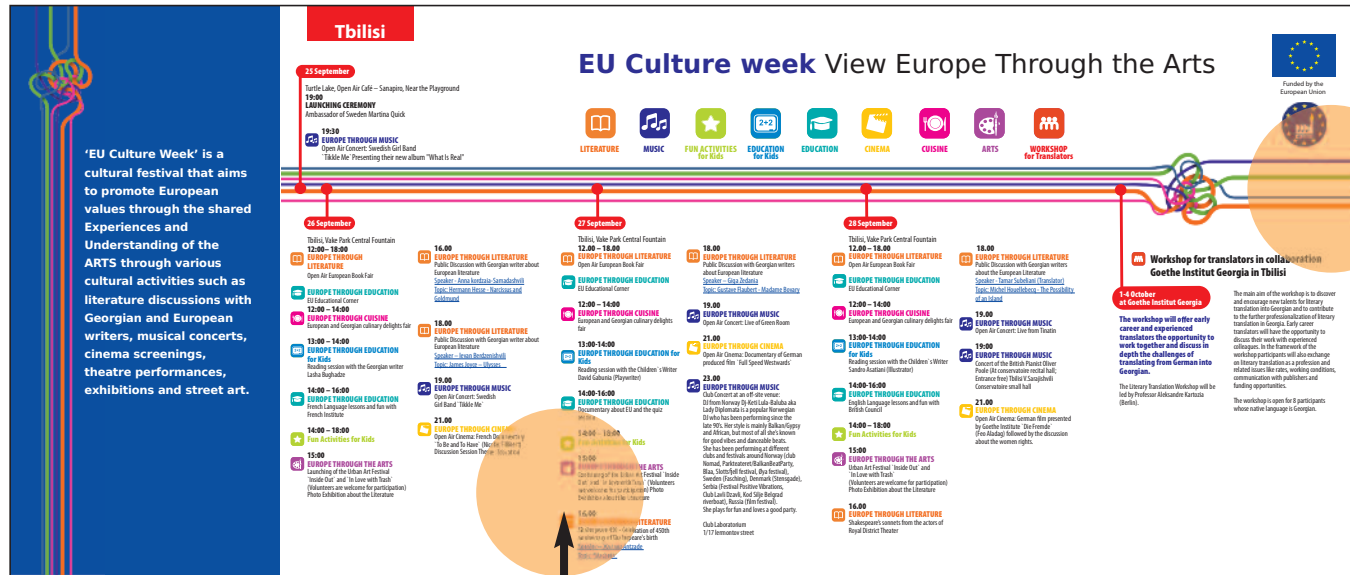 Tbilisi
EU Culture week View Europe Through the Arts
Funded by the
European Union
'EU Culture Week' is a
cultural festival that aims
to promote European
values through the shared
Experiences and
Understanding of the
ARTS through various
cultural activities such as
literature discussions with
Georgian and European
writers, musical concerts,
cinema screenings,
theatre performances,
exhibitions and street art.
25 September
Turtle Lake, Open Air Café – Sanapiro, Near the Playground
19:00
LAUNCHING CEREMONY
Ambassador of Sweden Martina Quick
19:30
EUROPE THROUGH MUSIC
Open Air Concert: Swedish Girl Band
`Tikkle Me` Presenting their new album "What Is Real"
LITERATURE
MUSIC
FUN ACTIVITIES
for Kids
2+2
EDUCATION
for Kids
EDUCATION
CINEMA
CUISINE
ARTS
WORKSHOP
for Translators
26 September
Tbilisi, Vake Park Central Fountain
12:00 – 18:00
EUROPE THROUGH
LITERATURE
Open Air European Book Fair
EUROPE THROUGH EDUCATION
EU Educational Corner
12:00 – 14:00
EUROPE THROUGH CUISINE
European and Georgian culinary delights fair
13:00 – 14:00
EUROPE THROUGH EDUCATION
for Kids
Reading session with the Georgian writer
Lasha Bughadze
14:00 – 16:00
EUROPE THROUGH EDUCATION
French Language lessons and fun with
French Institute
14:00 – 18:00
Fun Activities for Kids
15:00
EUROPE THROUGH THE ARTS
Launching of the Urban Art Festival
`Inside Out` and `In Love with Trash`
(Volunteers are welcome for participation)
Photo Exhibition about the Literature
16.00
EUROPE THROUGH LITERATURE
Public Discussion with Georgian writer about
European literature
Speaker - Anna kordzaia-Samadashvili
Topic: Hermann Hesse - Narcissus and
Goldmund
18.00
EUROPE THROUGH LITERATURE
Public Discussion with Georgian writer about
European literature
Speaker – Irvan Berdzenishvili
Topic: James Joyce – Ulysses
19.00
EUROPE THROUGH MUSIC
Open Air Concert: Swedish
Girl Band `Tikkle Me`
21.00
EUROPE THROUGH CINEMA
Open Air Cinema: French
`To Be and To Have`
Discussion Session
27 September
Tbilisi, Vake Park Central Fountain
12.00 – 18.00
EUROPE THROUGH LITERATURE
Open Air European Book Fair
EUROPE THROUGH EDUCATION
EU Educational Corner
12:00 – 14:00
EUROPE THROUGH CUISINE
European and Georgian culinary delights
fair
13:00-14:00
EUROPE THROUGH EDUCATION for
Kids
Reading session with the Children`s Writer
David Gabunia (Playwriter)
14:00-16:00
EUROPE THROUGH EDUCATION
Documentary about EU and the quiz
14:00 – 18:00
Fun Activities for Kids
15:00
EUROPE THROUGH THE ARTS
Festival `Inside
Out` and `In Love with Trash` (Volunteers
are welcome for participation) Photo
Exhibition about the Literature
16.00
LITERATURE
of 450th
birth
18.00
EUROPE THROUGH LITERATURE
Public Discussion with Georgian writers
about European literature
Speaker – Giga Zedania
Topic: Gustave Flaubert - Madame Bovary
19.00
EUROPE THROUGH MUSIC
Open Air Concert: Live of Green Room
21.00
EUROPE THROUGH CINEMA
Open Air Cinema: Documentary of German
produced film `Full Speed Westwards`
23.00
EUROPE THROUGH MUSIC
Club Concert at an off-site venue:
DJ from Norway DJ-Keti Lula-Buluba aka
Lady Diplomata is a popular Norwegian
DJ who has been performing since the
late 90's. Her style is mainly Balkan/Gypsy
and African, but most of all she's known
for good vibes and danceable beats.
She has been performing at different
clubs and festivals around Norway (club
Nomad, Parkteateret/BalkanBeatParty,
Blaa, Slottsfjell festival, Øya festival),
Sweden (Fasching), Denmark (Stengade),
Serbia (Festival Positive Vibrations,
Club Lavli Dzavli, Kod Silje Belgrad
riverboat), Russia (film festival).
She plays for fun and loves a good party.
Club Laboratorium
1/17 lermontov street
28 September
Tbilisi, Vake Park Central Fountain
12.00 – 18.00
EUROPE THROUGH LITERATURE
Open Air European Book Fair
EUROPE THROUGH EDUCATION
EU Educational Corner
12:00 – 14:00
EUROPE THROUGH CUISINE
European and Georgian culinary delights fair
13:00-14:00
EUROPE THROUGH EDUCATION
for Kids
Reading session with the Children`s Writer
Sandro Asatiani (Illustrator)
14:00-16:00
EUROPE THROUGH EDUCATION
English Language lessons and fun with
British Council
14:00 – 18:00
Fun Activities for Kids
15:00
EUROPE THROUGH THE ARTS
Urban Art Festival `Inside Out` and
`In Love with Trash`
(Volunteers are welcome for participation)
Photo Exhibition about the Literature
16.00
EUROPE THROUGH LITERATURE
Shakespeare's sonnets from the actors of
Royal District Theater
18.00
EUROPE THROUGH LITERATURE
Public Discussion with Georgian writers
about the European Literature
Speaker - Tamar Subeliani (Translator)
Topic: Michel Houellebecq - The Possibility
of an Island
19.00
EUROPE THROUGH MUSIC
Open Air Concert: Live from Tinatin
19:00
EUROPE THROUGH MUSIC
Concert of the British Pianist Oliver
Poole (At conservatoire recital hall;
Entrance free) Tbilisi V.Sarajishvili
Conservatoire small hall
21.00
EUROPE THROUGH CINEMA
Open Air Cinema: German film presented
by Goethe Institute `Die Fremde`
(Feo Aladag) followed by the discussion
about the women rights.
Workshop for translators in collaboration
Goethe Institut Georgia in Tbilisi
1-4 October
at Goethe Institut Georgia
The workshop will offer early
career and experienced
translators the opportunity to
work together and discuss in
depth the challenges of
translating from German into
Georgian.
The Literary Translation Workshop will be
led by Professor Aleksandre Kartozia
(Berlin).
The main aim of the workshop is to discover
and encourage new talents for literary
translation into Georgian and to contribute
to the further professionalization of literary
translation in Georgia. Early career
translators will have the opportunity to
discuss their work with experienced
colleagues. In the framework of the
workshop participants will also exchange
on literary translation as a profession and
related issues like rates, working conditions,
communication with publishers and
funding opportunities.
The workshop is open for 8 participants
whose native language is Georgian.